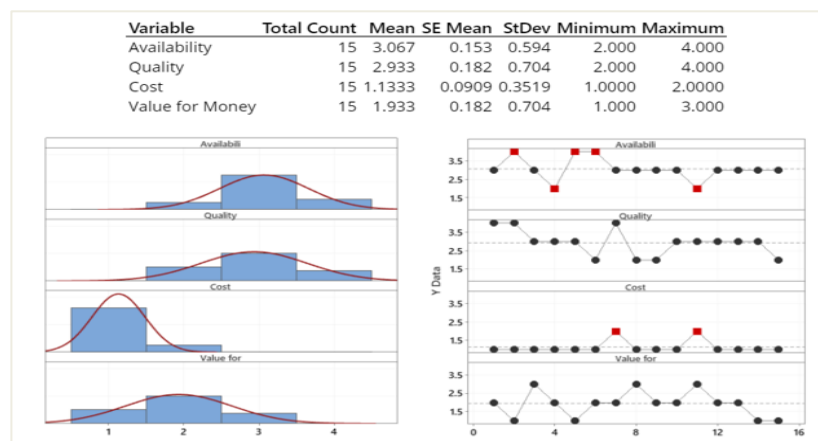 Variable Total Count Mean SE Mean StDev Minimum Maximum
Availability 15 3.067 0.153 0.594 2.000 4.000
Quality 15 2.933 0.182 0.704 2.000 4.000
Cost 15 1.1333 0.0909 0.3519 1.0000 2.0000
Value for Money 15 1.933 0.182 0.704 1.000 3.000
Availabili
Quality
Cost
Value for
1 2 3 4
Y Data
Availabili
3.5
2.5
1.5
Quality
3.5
2.5
1.5
Cost
3.5
2.5
1.5
Value for
3.5
2.5
1.5
0 4 8 12 16